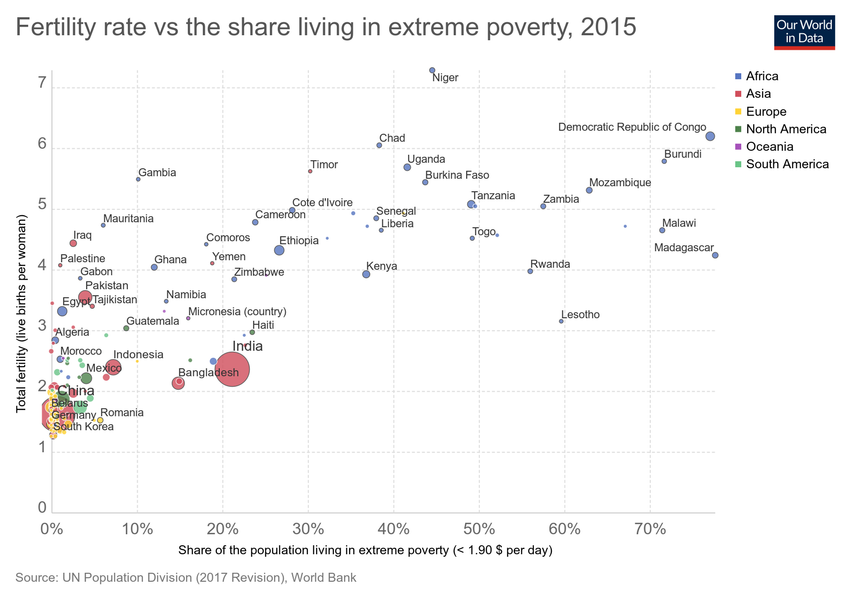 Fertility rate vs the share living in extreme poverty, 2015
Our World
in Data
Africa
Asia
Europe
North America
Oceania
South America
Total fertility (live births per woman)
7
6
5
4
3
2
1
0
Niger
Democratic Republic of Congo
Chad
Burundi
Timor
Uganda
Gambia
Burkina Faso
Mozambique
Tanzania
Zambia
Cote d'Ivoire
Senegal
Cameroon
Mauritania
Liberia
Malawi
Iraq
Comoros
Togo
Ethiopia
Madagascar
Palestine
Ghana
Yemen
Gabon
Zimbabwe
Kenya
Rwanda
Pakistan
Namibia
Egypt
Tajikistan
Micronesia (country)
Lesotho
Guatemala
Haiti
Algeria
India
Morocco
Indonesia
Mexico
Bangladesh
China
Belarus
Germany
Romania
South Korea
0%
10%
20%
30%
40%
50%
60%
70%
Share of the population living in extreme poverty (< 1.90 $ per day)
Source: UN Population Division (2017 Revision), World Bank